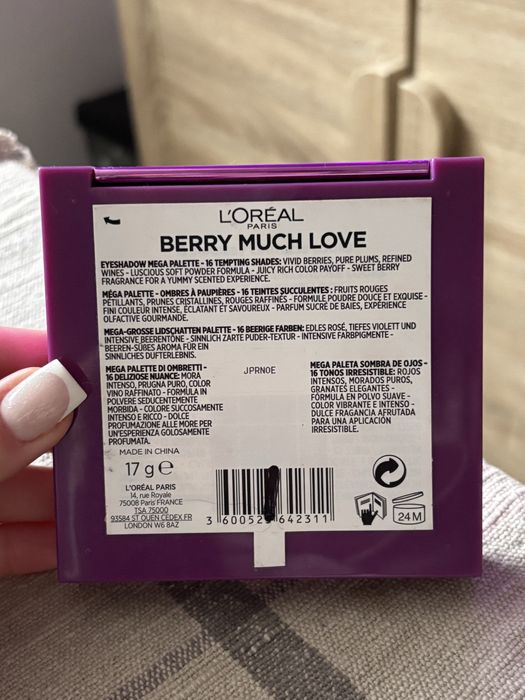 L'ORÉAL
PARIS
BERRY MUCH LOVE
EYESHADOW MEGA PALETTE - 16 TEMPTING SHADES: VIVID BERRIES, PURE PLUMS, REFINED
WINES - LUSCIOUS SOFT POWDER FORMULA - JUICY RICH COLOR PAYOFF - SWEET BERRY
FRAGRANCE FOR A YUMMY SCENTED EXPERIENCE.
MÉGA PALETTE - OMBRES À PAUPIÈRES - 16 TEINTES SUCCULENTES : FRUITS ROUGES
PÉTILLANTS, PRUNES CRISTALLINES, ROUGES RAFFINÉS - FORMULE POUDRE DOUCE ET EXQUISE -
FINI COULEUR INTENSE, ÉCLATANT ET SAVOUREUX - PARFUM SUCRÉ DE BAIES, EXPÉRIENCE
OLFACTIVE GOURMANDE.
MEGA-GROSSE LIDSCHATTEN PALETTE - 16 BEERIGE FARBEN: EDLES ROSÉ, TIEFES VIOLETT UND
INTENSIVE BEERENTÖNE - SINNLICH ZARTE PUDER-TEXTUR - INTENSIVE FARBPIGMENTE -
BEEREN-SÜBES AROMA FÜR EIN
SINNLICHES DUFTERLEBNIS.
MEGA PALETTE DI OMBRETTI -
16 DELIZIOSE NUANCE: MORA
INTENSO, PRUGNA PURO, COLOR
VINO RAFFINATO - FORMULA IN
POLVERE SEDUCENTEMENTE
MORBIDA - COLORE SUCCOSAMENTE
INTENSO E RICCO - DOLCE
PROFUMAZIONE ALLE MORE PER
UN'ESPERIENZA GOLOSAMENTE
PROFUMATA.
JPRN0E
MEGA PALETA SOMBRA DE OJOS -
16 TONOS IRRESISTIBLE: ROJOS
INTENSOS, MORADOS PUROS,
GRANATES ELEGANTES -
FÓRMULA EN POLVO SUAVE -
COLOR VIBRANTE E INTENSO -
DULCE FRAGANCIA AFRUTADA
PARA UNA APLICACIÓN
IRRESISTIBLE.
MADE IN CHINA
17 g ℮
L'ORÉAL PARIS
14, rue Royale
75008 Paris FRANCE
TSA 75000
93584 ST OUEN CEDEX.FR
LONDON W6 8AZ
3 600523 642311
24 M